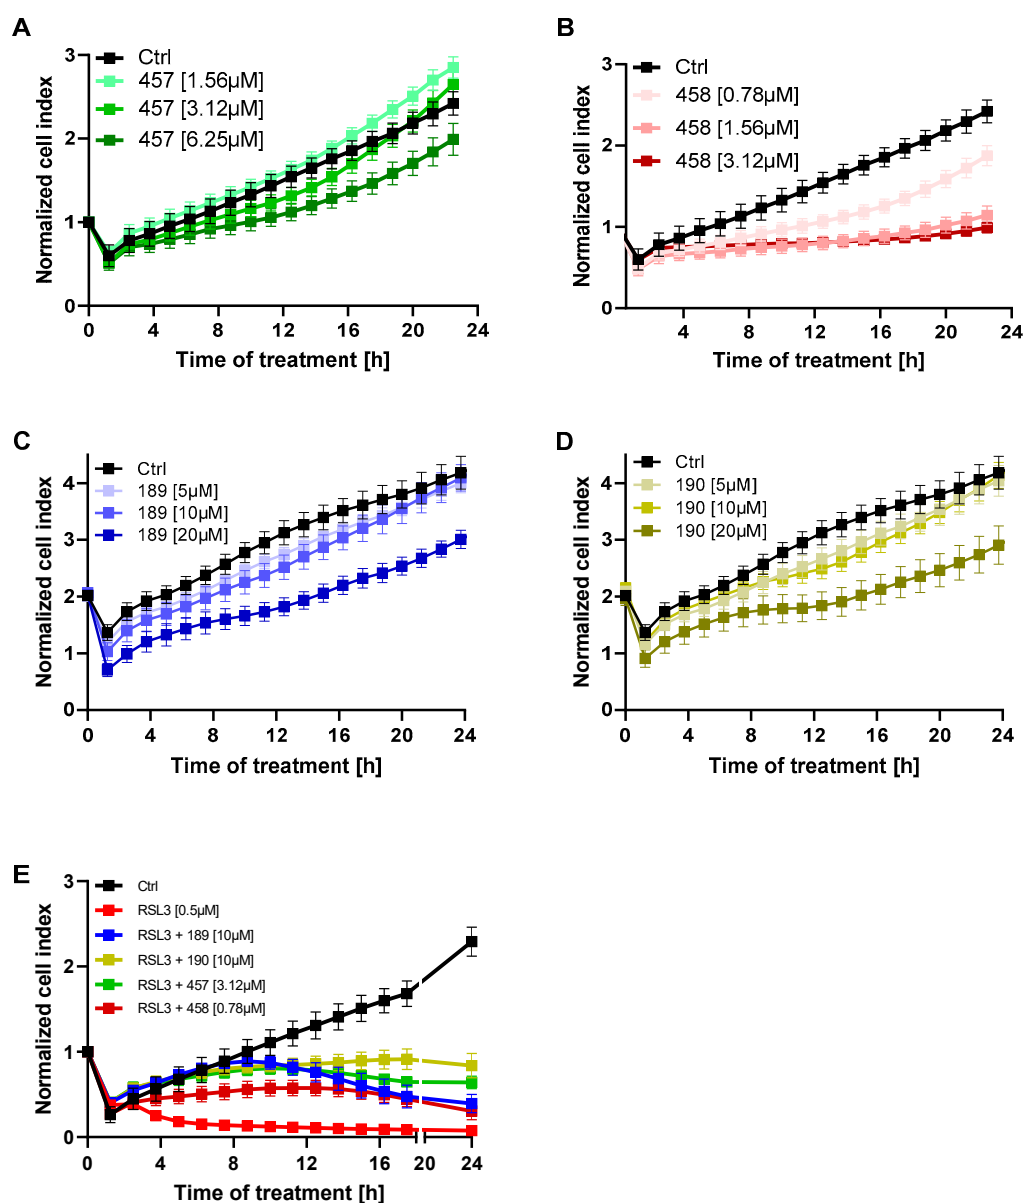 A
Normalized cell index
3
2
1
0
Ctrl
457 [1.56µM]
457 [3.12µM]
457 [6.25µM]
0 4 8 12 16 20 24
Time of treatment [h]
B
Normalized cell index
3
2
1
0
Ctrl
458 [0.78µM]
458 [1.56µM]
458 [3.12µM]
4 8 12 16 20 24
Time of treatment [h]
C
Normalized cell index
4
3
2
1
0
Ctrl
189 [5µM]
189 [10µM]
189 [20µM]
0 4 8 12 16 20 24
Time of treatment [h]
D
Normalized cell index
4
3
2
1
0
Ctrl
190 [5µM]
190 [10µM]
190 [20µM]
0 4 8 12 16 20 24
Time of treatment [h]
E
Normalized cell index
3
2
1
0
Ctrl
RSL3 [0.5µM]
RSL3 + 189 [10µM]
RSL3 + 190 [10µM]
RSL3 + 457 [3.12µM]
RSL3 + 458 [0.78µM]
0 4 8 12 16 20 24
Time of treatment [h]